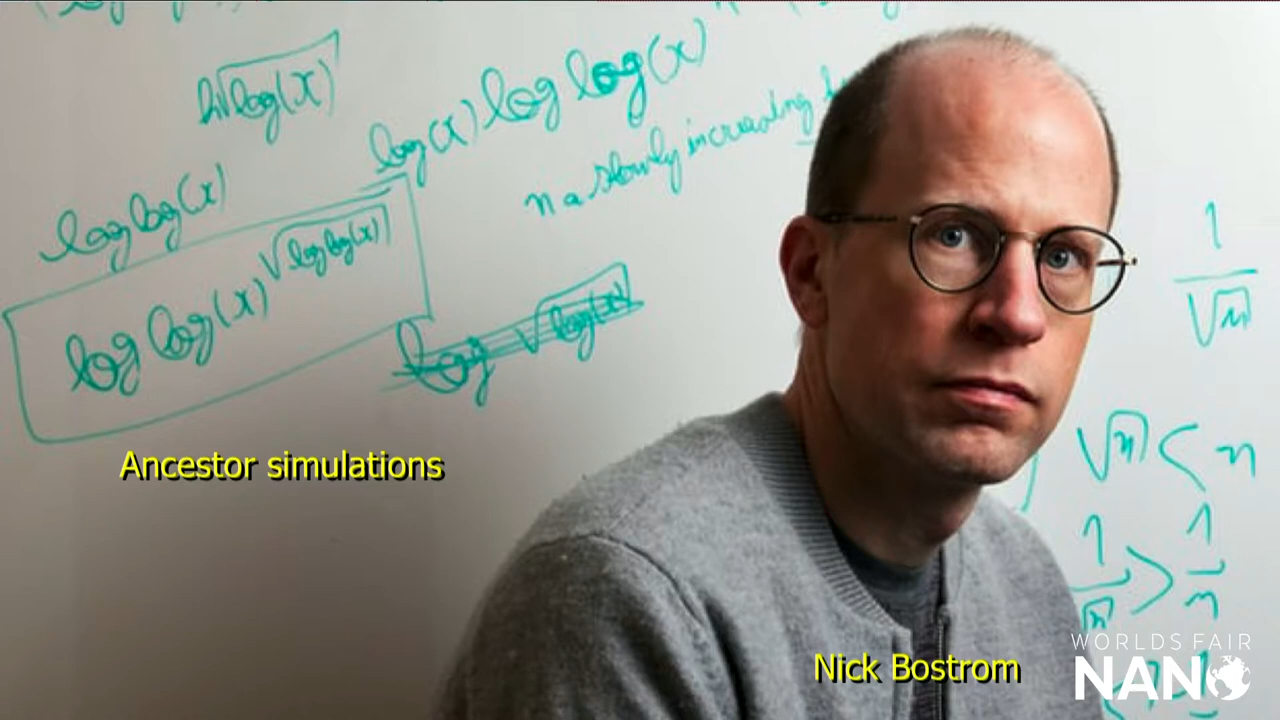 h√log(x)
log(x) log log(x)
n a slowly increasing
log log(x)
log log(x)^√log log(x)
log √log(x)
1/√n
√n < n
1/√n > 1/n
Ancestor simulations
Nick Bostrom
WORLDS FAIR
NANO